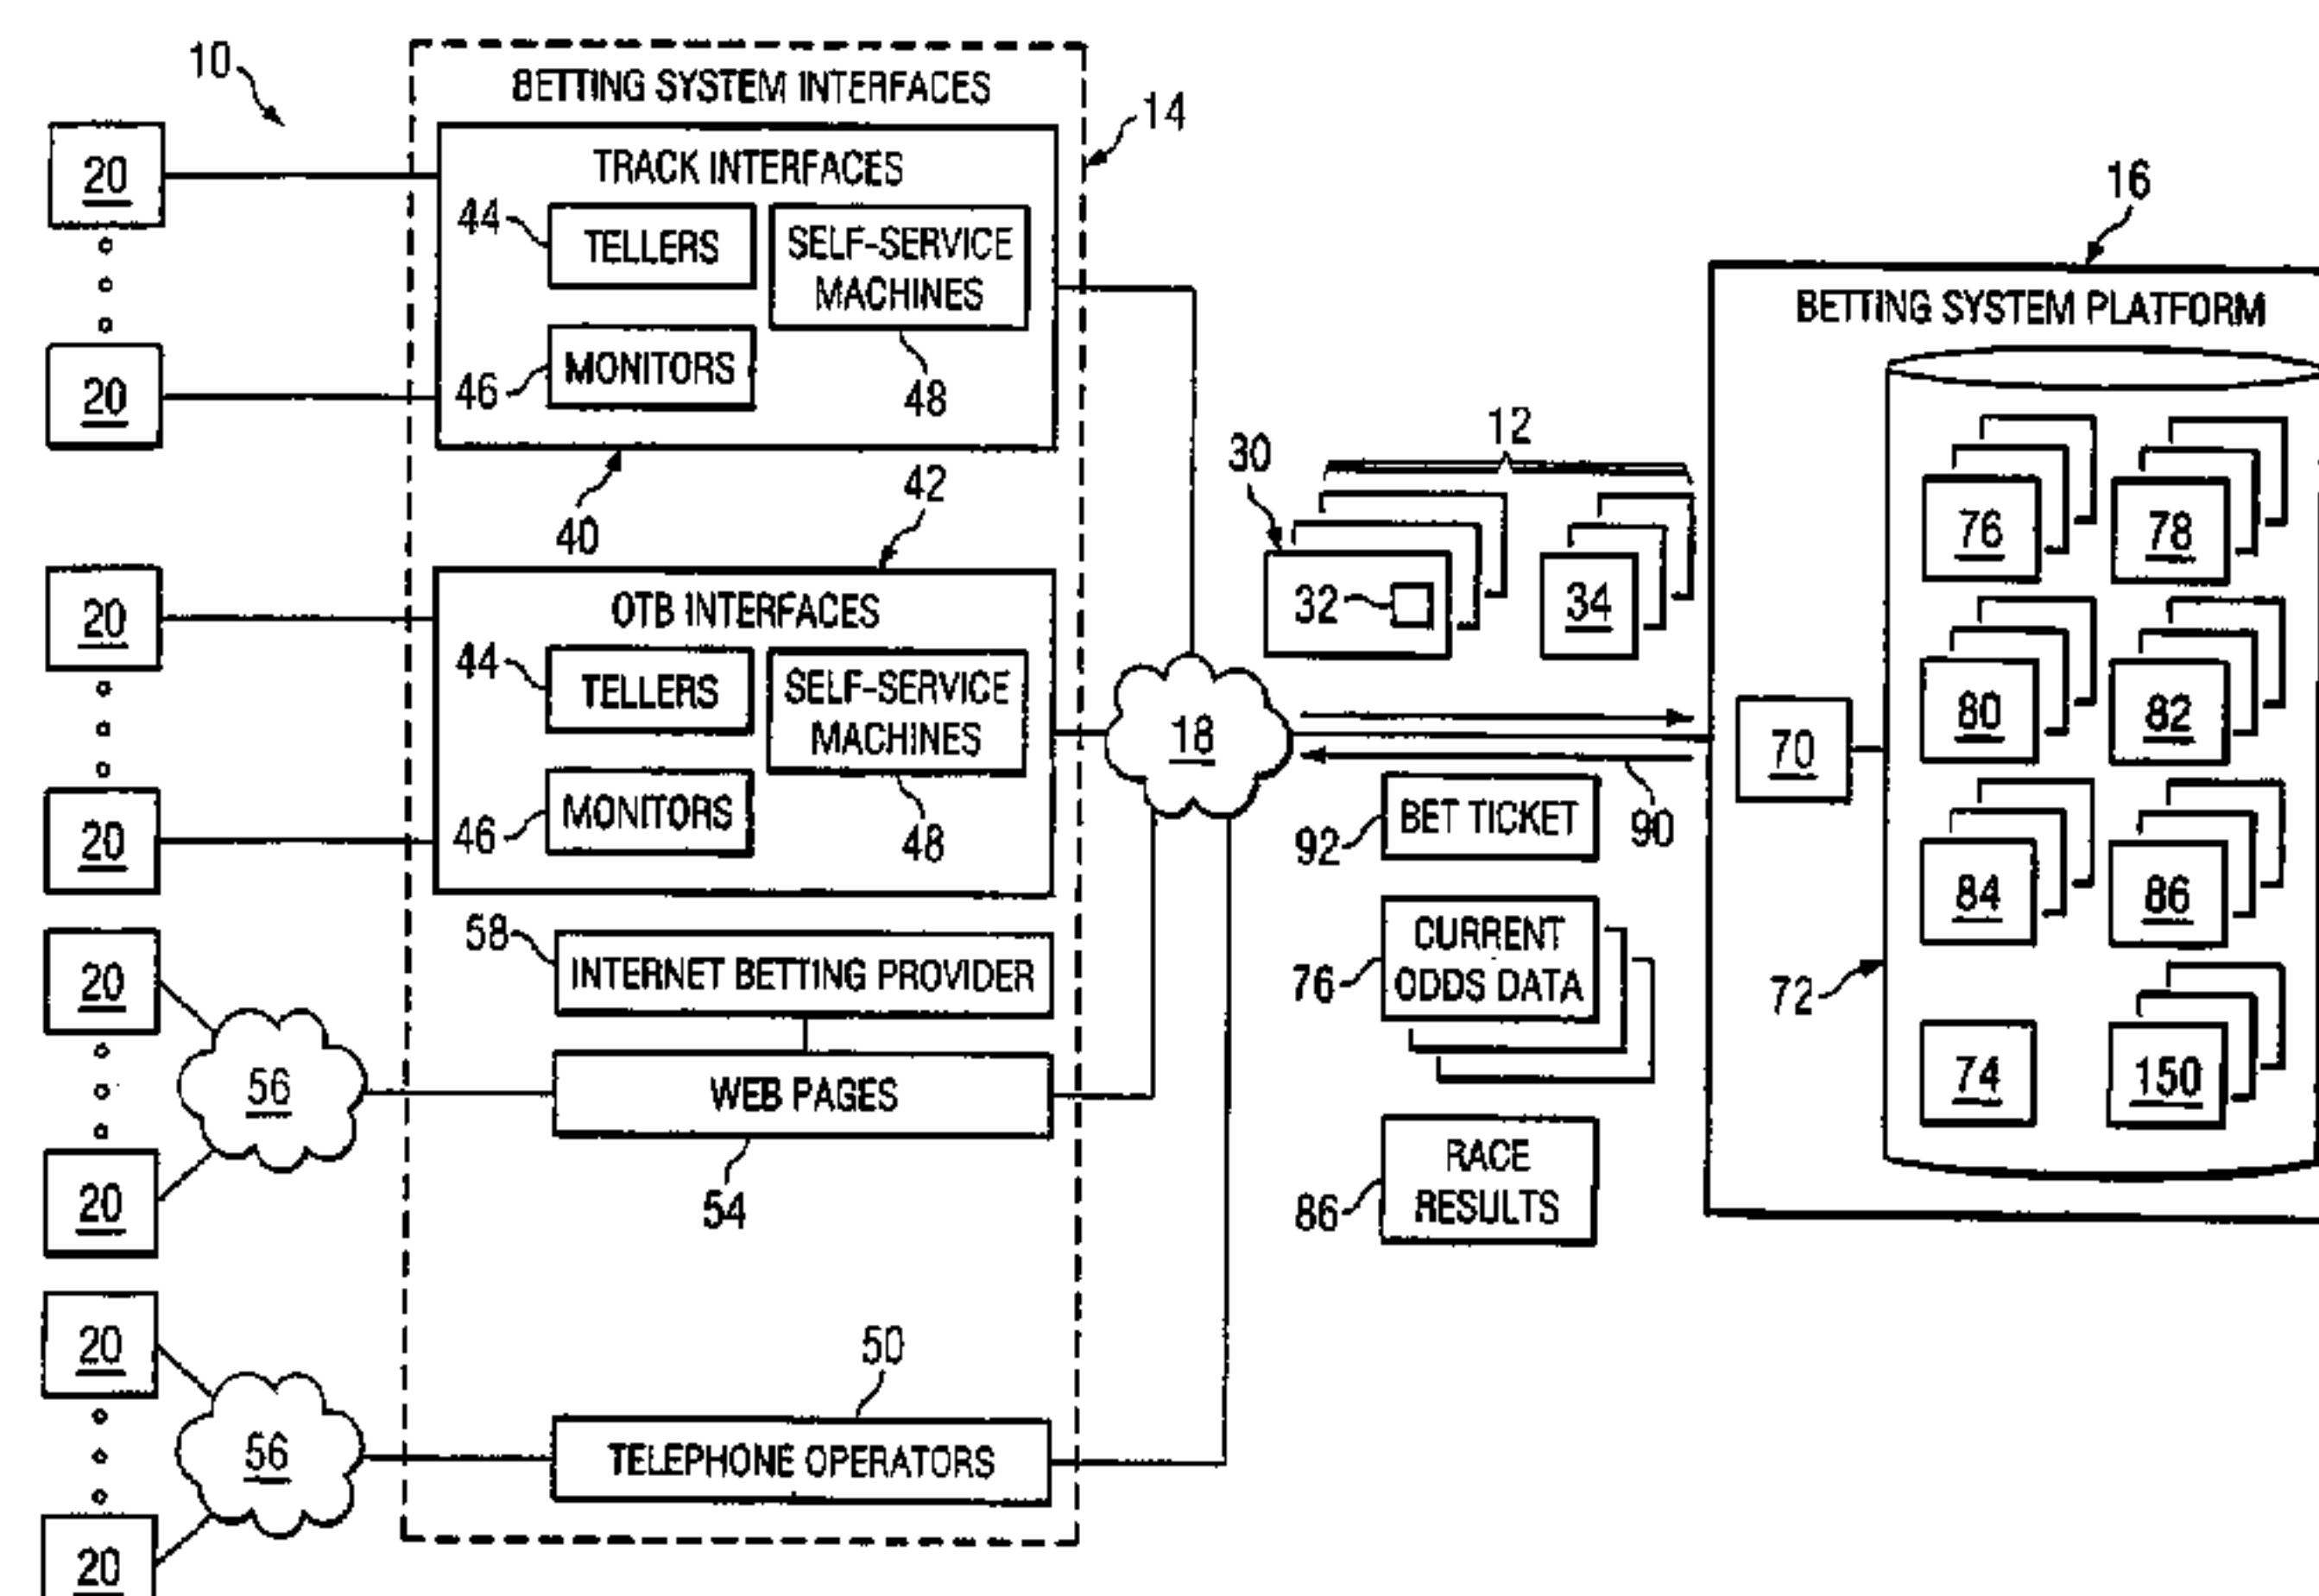 10
BETTING SYSTEM INTERFACES
14
20
TRACK INTERFACES
44
TELLERS
SELF-SERVICE
MACHINES
46
MONITORS
48
20
40
42
20
OTB INTERFACES
44
TELLERS
SELF-SERVICE
MACHINES
46
MONITORS
48
20
58
INTERNET BETTING PROVIDER
20
56
WEB PAGES
54
20
20
50
56
TELEPHONE OPERATORS
20
18
12
30
32
34
90
92
BET TICKET
76
CURRENT
ODDS DATA
86
RACE
RESULTS
16
BETTING SYSTEM PLATFORM
70
72
76
78
80
82
84
86
74
150